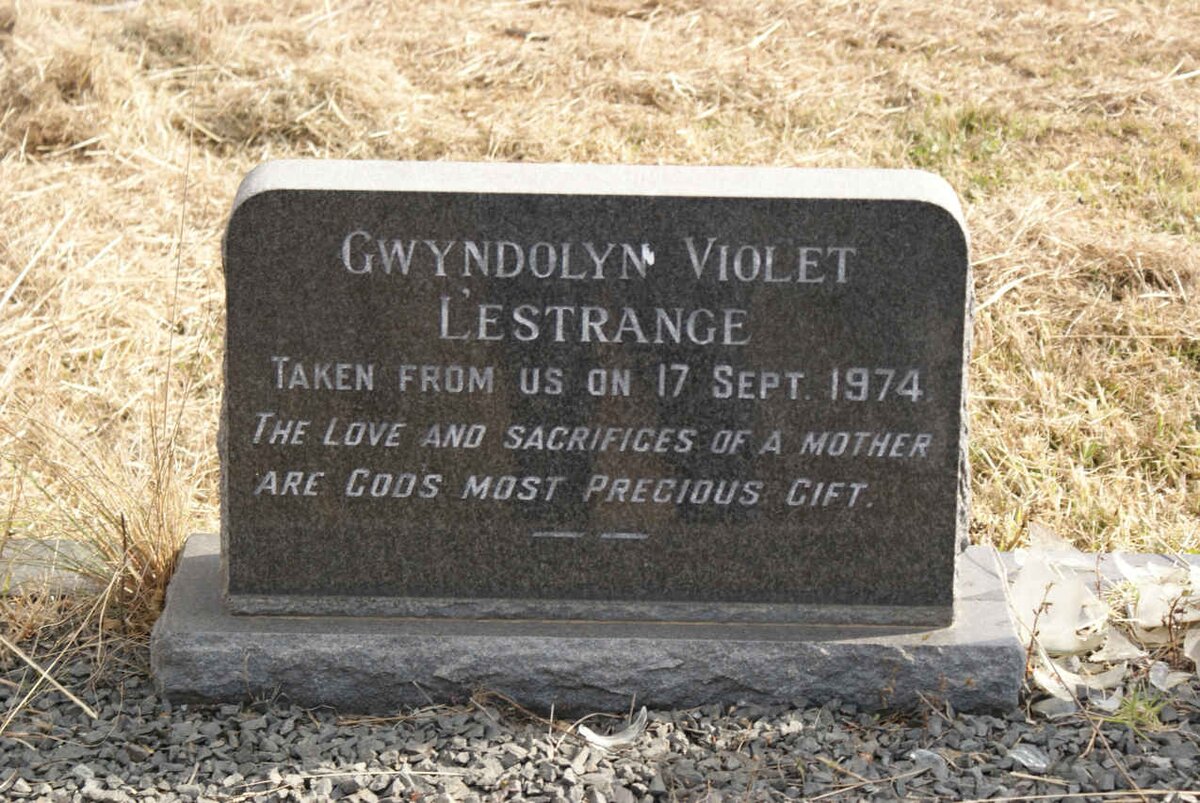 GWYNDOLYN VIOLET
L'ESTRANGE
TAKEN FROM US ON 17 SEPT. 1974.
THE LOVE AND SACRIFICES OF A MOTHER
ARE GODS MOST PRECIOUS GIFT.